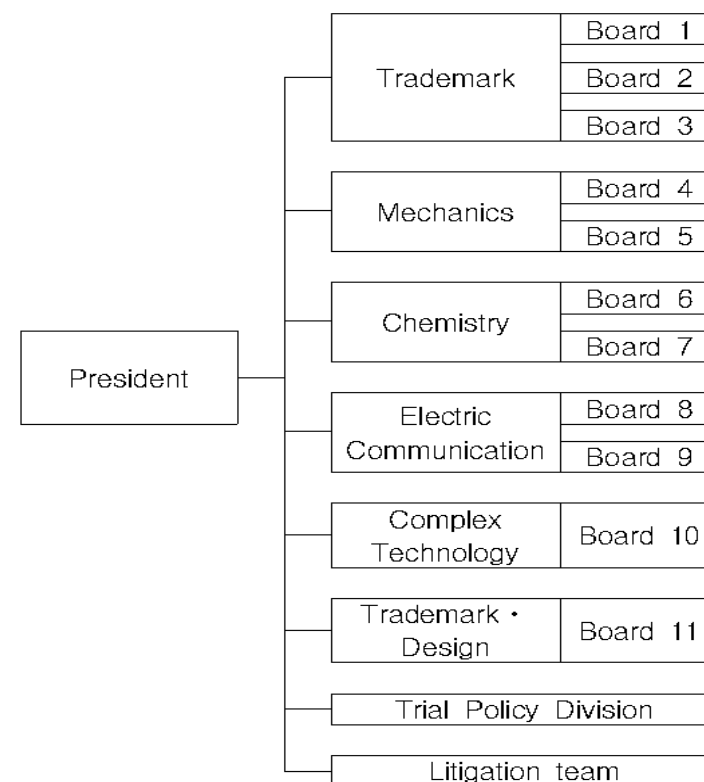 President
Trademark
Board 1
Board 2
Board 3
Mechanics
Board 4
Board 5
Chemistry
Board 6
Board 7
Electric
Communication
Board 8
Board 9
Complex
Technology
Board 10
Trademark・
Design
Board 11
Trial Policy Division
Litigation team